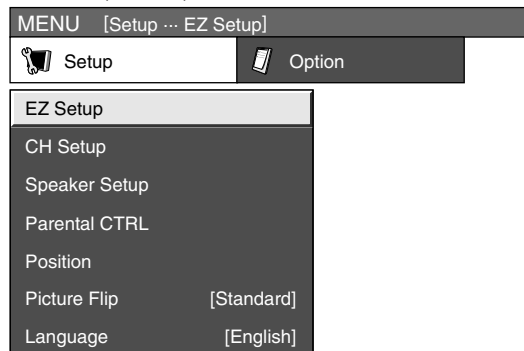 MENU [Setup ··· EZ Setup]
Setup Option
EZ Setup
CH Setup
Speaker Setup
Parental CTRL
Position
Picture Flip [Standard]
Language [English]